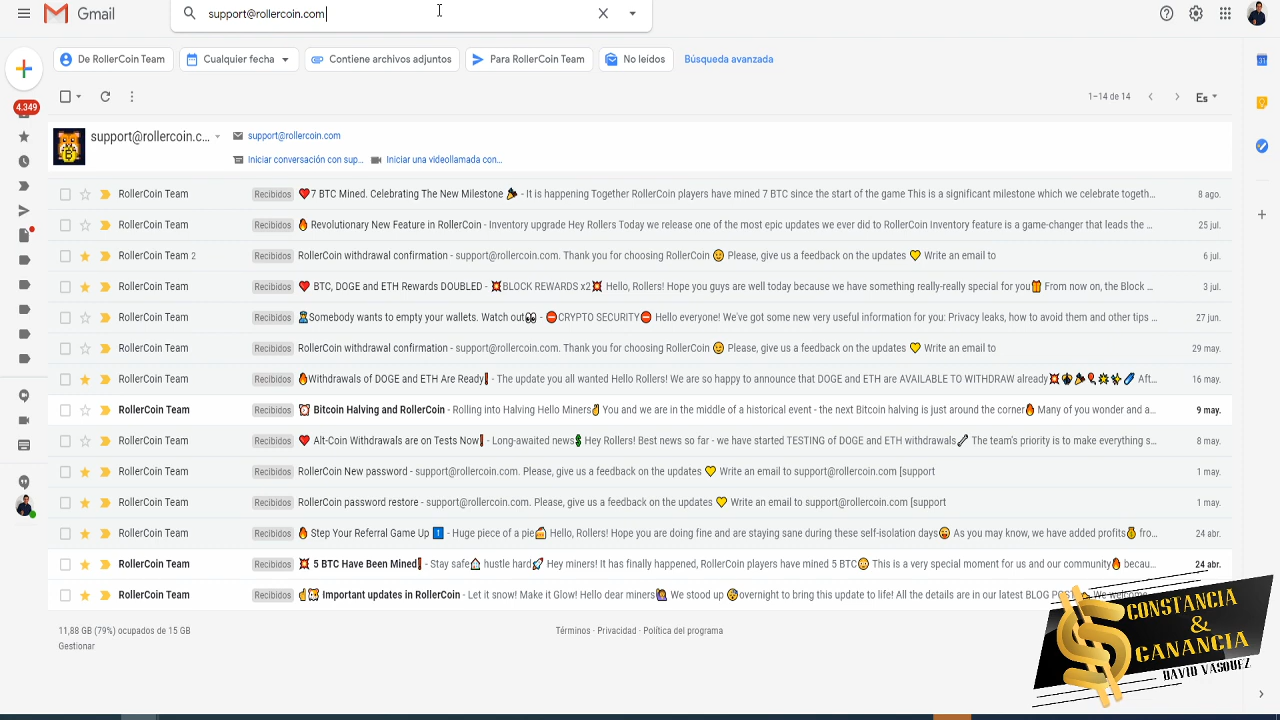 Gmail
support@rollercoin.com
De RollerCoin Team
Cualquier fecha
Contiene archivos adjuntos
Para RollerCoin Team
No leídos
Búsqueda avanzada
4.349
1–14 de 14
Es
support@rollercoin.c...
support@rollercoin.com
Iniciar conversación con sup...
Iniciar una videollamada con...
RollerCoin Team Recibidos ❤️7 BTC Mined. Celebrating The New Milestone 🎉 - It is happening Together RollerCoin players have mined 7 BTC since the start of the game This is a significant milestone which we celebrate togeth... 8 ago.
RollerCoin Team Recibidos 🔥 Revolutionary New Feature in RollerCoin - Inventory upgrade Hey Rollers Today we release one of the most epic updates we ever did to RollerCoin Inventory feature is a game-changer that leads the ... 25 jul.
RollerCoin Team 2 Recibidos RollerCoin withdrawal confirmation - support@rollercoin.com. Thank you for choosing RollerCoin 😉 Please, give us a feedback on the updates 💛 Write an email to 6 jul.
RollerCoin Team Recibidos ❤️ BTC, DOGE and ETH Rewards DOUBLED - 💥BLOCK REWARDS x2💥 Hello, Rollers! Hope you guys are well today because we have something really-really special for you🎁 From now on, the Block ... 3 jul.
RollerCoin Team Recibidos Somebody wants to empty your wallets. Watch out👀 - ⛔CRYPTO SECURITY⛔ Hello everyone! We've got some new very useful information for you: Privacy leaks, how to avoid them and other tips ... 27 jun.
RollerCoin Team Recibidos RollerCoin withdrawal confirmation - support@rollercoin.com. Thank you for choosing RollerCoin 😉 Please, give us a feedback on the updates 💛 Write an email to 29 may.
RollerCoin Team Recibidos 🔥Withdrawals of DOGE and ETH Are Ready❗ - The update you all wanted Hello Rollers! We are so happy to announce that DOGE and ETH are AVAILABLE TO WITHDRAW already Aft... 16 may.
RollerCoin Team Recibidos ⏰ Bitcoin Halving and RollerCoin - Rolling into Halving Hello Miners✌ You and we are in the middle of a historical event - the next Bitcoin halving is just around the corner🔥 Many of you wonder and a... 9 may.
RollerCoin Team Recibidos ❤️ Alt-Coin Withdrawals are on Tests Now❗ - Long-awaited news💲 Hey Rollers! Best news so far - we have started TESTING of DOGE and ETH withdrawals The team's priority is to make everything s... 8 may.
RollerCoin Team Recibidos RollerCoin New password - support@rollercoin.com. Please, give us a feedback on the updates 💛 Write an email to support@rollercoin.com [support 1 may.
RollerCoin Team Recibidos RollerCoin password restore - support@rollercoin.com. Please, give us a feedback on the updates 💛 Write an email to support@rollercoin.com [support 1 may.
RollerCoin Team Recibidos 🔥 Step Your Referral Game Up - Huge piece of a pie Hello, Rollers! Hope you are doing fine and are staying sane during these self-isolation days As you may know, we have added profits💰 fro... 24 abr.
RollerCoin Team Recibidos 💥 5 BTC Have Been Mined❗ - Stay safe🏠 hustle hard🚀 Hey miners! It has finally happened, RollerCoin players have mined 5 BTC This is a very special moment for us and our community🔥 becau... 24 abr.
RollerCoin Team Recibidos Important updates in RollerCoin - Let it snow! Make it Glow! Hello dear miners We stood up overnight to bring this update to life! All the details are in our latest BLOG
11,88 GB (79%) ocupados de 15 GB
Gestionar
Términos · Privacidad · Política del programa
CONSTANCIA
&
GANANCIA
DAVID VASQUEZ